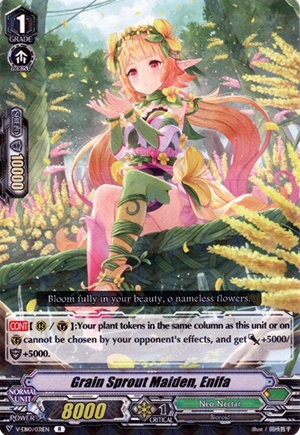 1
GRADE
BOOST
SHIELD
10000
Bloom fully in your beauty, o nameless flowers.
CONT [ / ]:Your plant tokens in the same column as this unit or on
cannot be chosen by your opponent's effects, and get +5000/
+5000.
Grain Sprout Maiden, Enifa
NORMAL UNIT
V-EB10/031EN R
POWER 8000
1 CRITICAL
Neo Nectar
Bioroid